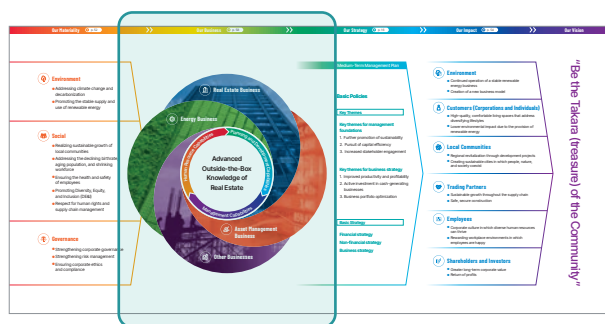 Our Materiality
Our Business
Our Strategy
Our Impact
Our Vision
Environment
Addressing climate change and
decarbonization
Promoting the stable supply and
use of renewable energy
Social
Realizing sustainable growth of
local communities
Addressing the declining birthrate,
aging population, and shrinking
workforce
Ensuring the health and safety
of employees
Promoting Diversity, Equity,
and Inclusion (DE&I)
Respect for human rights and
supply chain management
Governance
Strengthening corporate governance
Strengthening risk management
Ensuring corporate ethics
and compliance
Real Estate Business
Energy Business
Advanced
Outside-the-Box
Knowledge of
Real Estate
Management Capabilities
Asset Management
Business
Other Businesses
Medium-Term Management Plan
Basic Policies
Key Themes
Key themes for management
foundations
1. Further promotion of sustainability
2. Pursuit of capital efficiency
3. Increased stakeholder engagement
Key themes for business strategy
1. Improved productivity and profitability
2. Active investment in cash-generating
businesses
3. Business portfolio optimization
Basic Strategy
Financial strategy
Non-financial strategy
Business strategy
Environment
Continued operation of a stable renewable
energy business
Creation of a new business model
Customers (Corporations and Individuals)
High-quality, comfortable living spaces that address
diversifying lifestyles
Lower environmental impact due to the provision of
renewable energy
Local Communities
Regional revitalization through development projects
Creating sustainable cities in which people, nature,
and society coexist
Trading Partners
Sustainable growth throughout the supply chain
Safe, secure construction
Employees
Corporate culture in which diverse human resources
can thrive
Rewarding workplace environments in which
employees are happy
Shareholders and Investors
Greater long-term corporate value
Return of profits
"Be the Takara (treasure) of the Community"